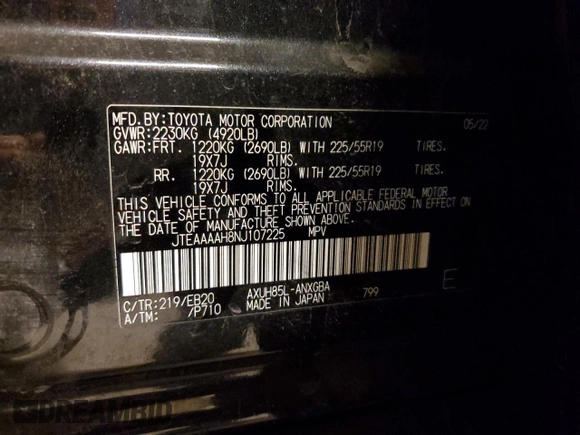 MFD. BY: TOYOTA MOTOR CORPORATION 05/22
GVWR: 2230KG (4920LB)
GAWR: FRT. 1220KG (2690LB) WITH 225/55R19 TIRES.
19X7J RIMS.
RR. 1220KG (2690LB) WITH 225/55R19 TIRES.
19X7J RIMS.
THIS VEHICLE CONFORMS TO ALL APPLICABLE FEDERAL MOTOR
VEHICLE SAFETY AND THEFT PREVENTION STANDARDS IN EFFECT ON
THE DATE OF MANUFACTURE SHOWN ABOVE.
JTEAAAAH8NJ107225 MPV
C/TR: 219/EB20 AXUH85L-ANXGBA E
A/TM: /P710 MADE IN JAPAN 799
DREAMBID